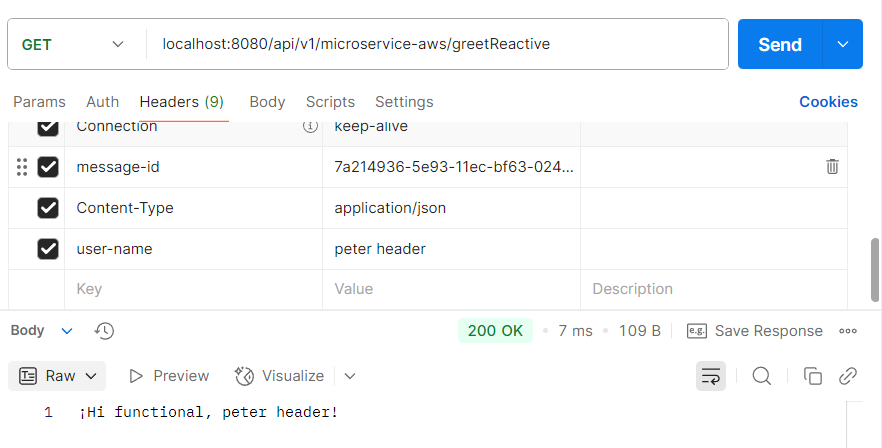 GET localhost:8080/api/v1/microservice-aws/greetReactive Send
Params Auth Headers (9) Body Scripts Settings Cookies
Connection keep-alive
message-id 7a214936-5e93-11ec-bf63-024...
Content-Type application/json
user-name peter header
Key Value Description
Body 200 OK 7 ms 109 B e.g. Save Response
Raw Preview Visualize
1 ¡Hi functional, peter header!